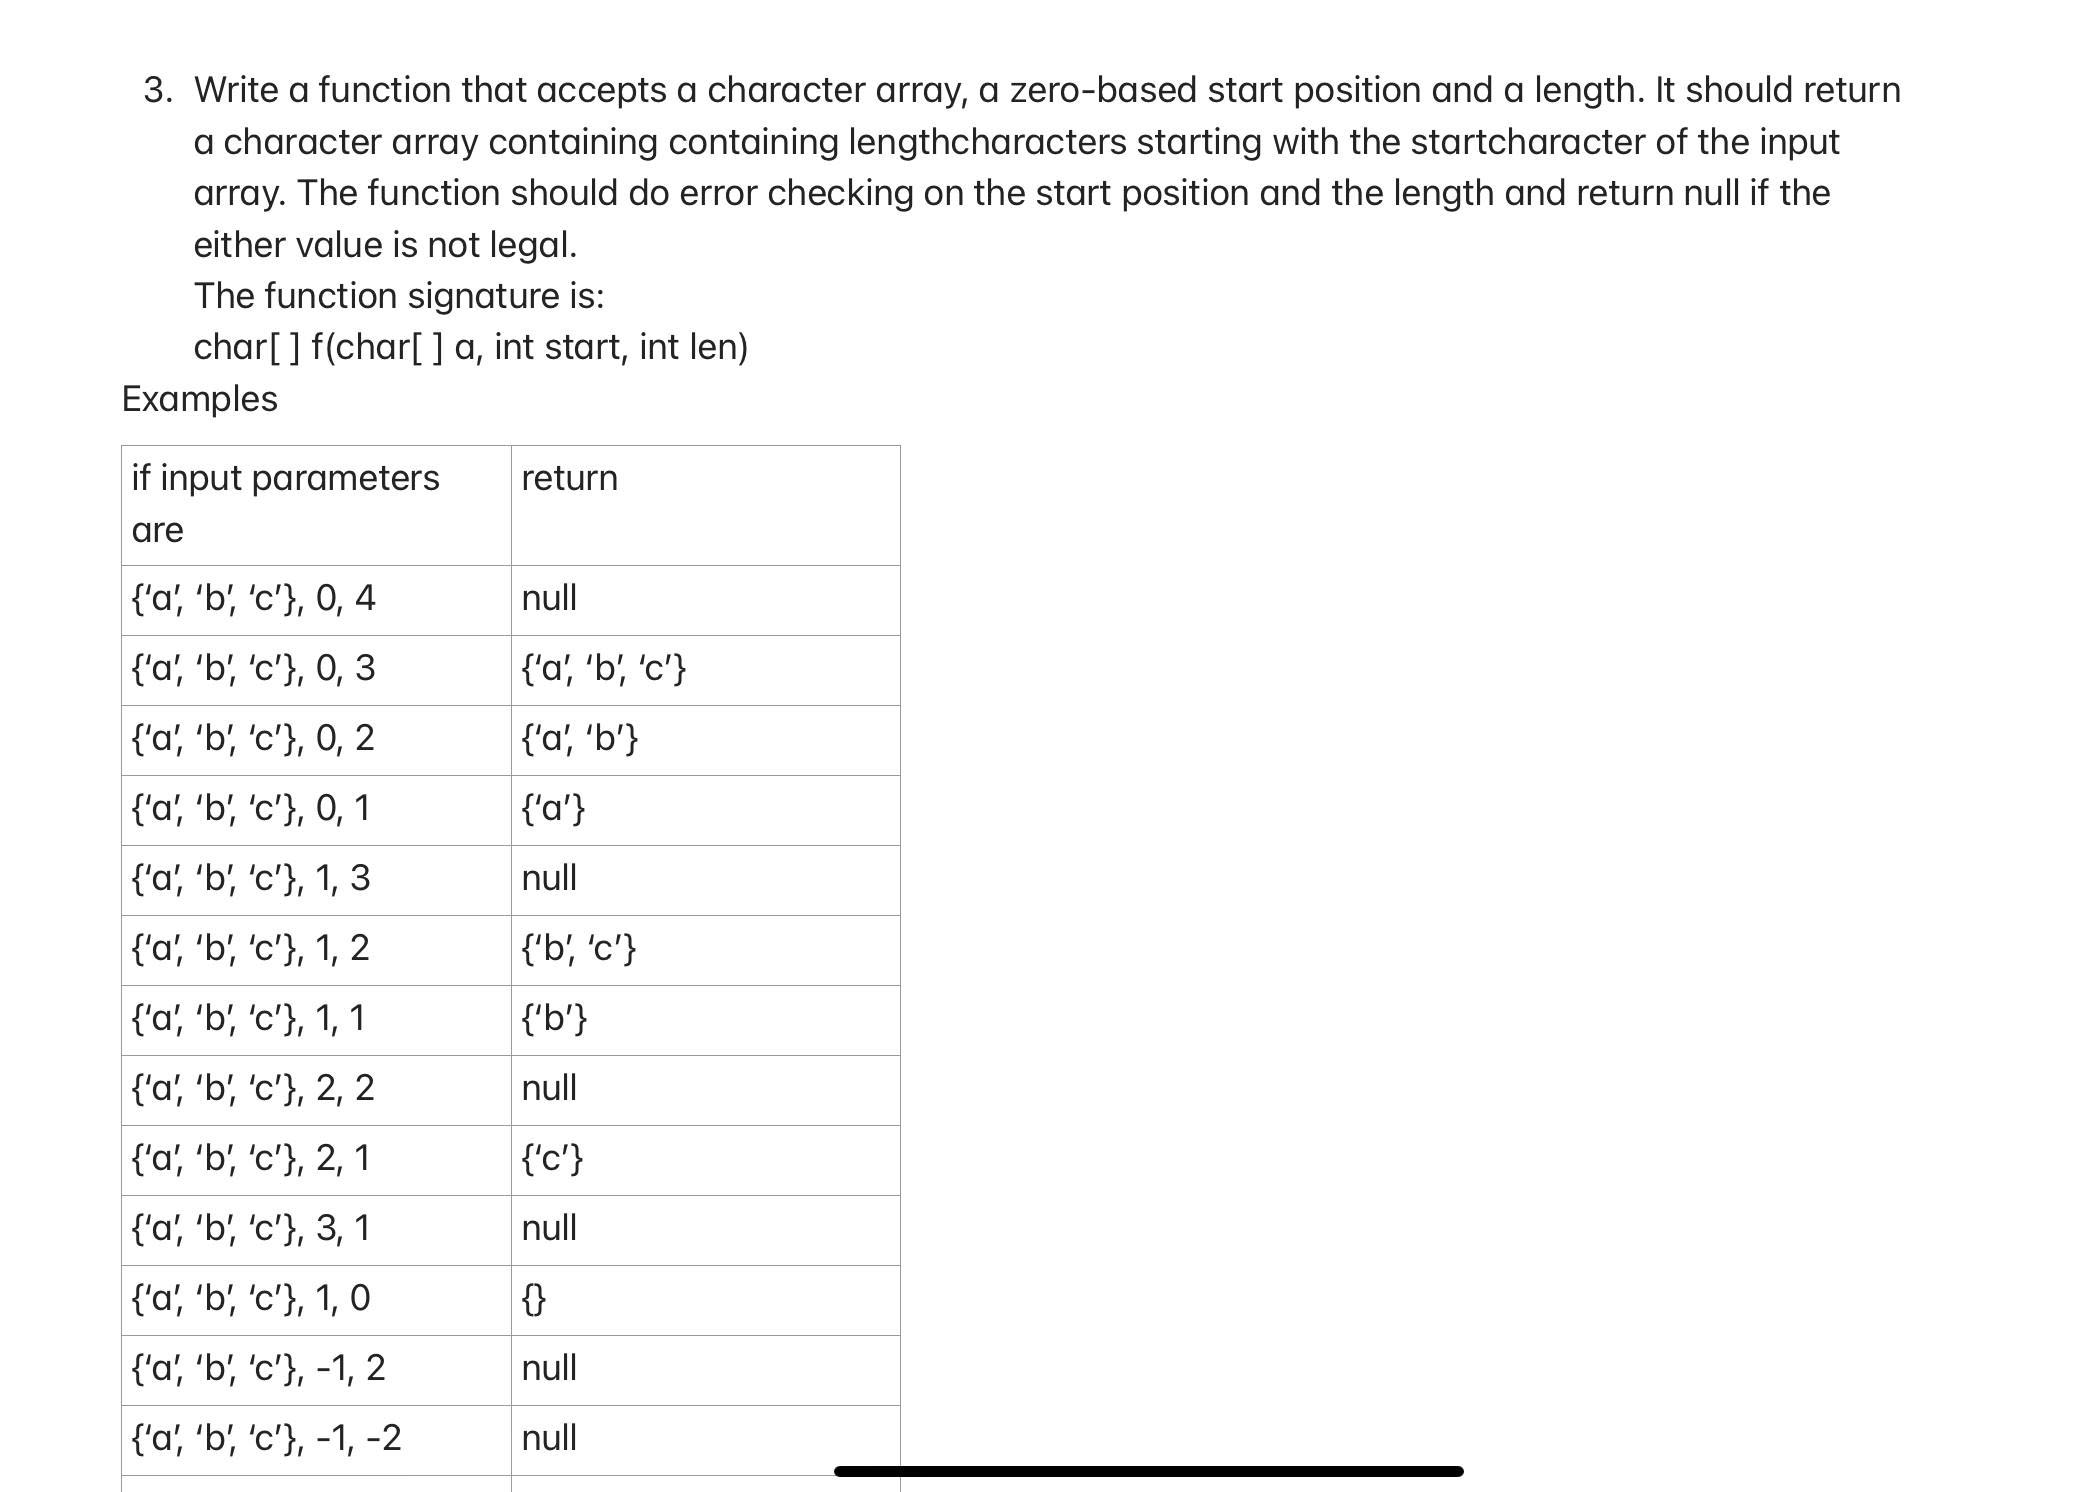 3. Write a function that accepts a character array, a zero-based start position and a length. It should return
a character array containing containing lengthcharacters starting with the startcharacter of the input
array. The function should do error checking on the start position and the length and return null if the
either value is not legal.
The function signature is:
char[ ] f(char[ ] a, int start, int len)
Examples
if input parameters are return
{‘a’, ‘b’, ‘c’}, 0, 4 null
{‘a’, ‘b’, ‘c’}, 0, 3 {‘a’, ‘b’, ‘c’}
{‘a’, ‘b’, ‘c’}, 0, 2 {‘a’, ‘b’}
{‘a’, ‘b’, ‘c’}, 0, 1 {‘a’}
{‘a’, ‘b’, ‘c’}, 1, 3 null
{‘a’, ‘b’, ‘c’}, 1, 2 {‘b’, ‘c’}
{‘a’, ‘b’, ‘c’}, 1, 1 {‘b’}
{‘a’, ‘b’, ‘c’}, 2, 2 null
{‘a’, ‘b’, ‘c’}, 2, 1 {‘c’}
{‘a’, ‘b’, ‘c’}, 3, 1 null
{‘a’, ‘b’, ‘c’}, 1, 0 {}
{‘a’, ‘b’, ‘c’}, -1, 2 null
{‘a’, ‘b’, ‘c’}, -1, -2 null